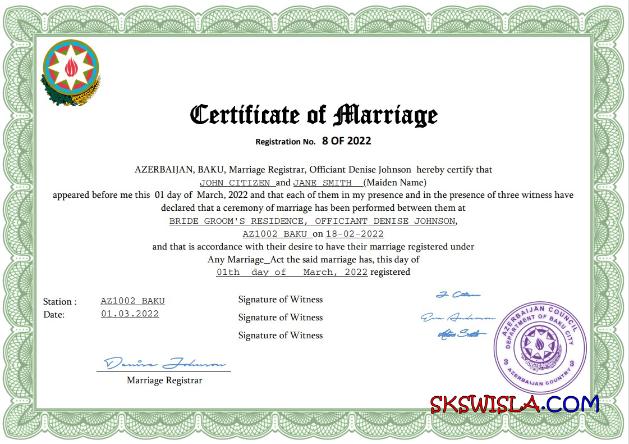 Certificate of Marriage
Registration No. 8 OF 2022
AZERBAIJAN, BAKU, Marriage Registrar, Officiant Denise Johnson hereby certify that
JOHN CITIZEN and JANE SMITH (Maiden Name)
appeared before me this 01 day of March, 2022 and that each of them in my presence and in the presence of three witness have
declared that a ceremony of marriage has been performed between them at
BRIDE GROOM'S RESIDENCE, OFFICIANT DENISE JOHNSON,
AZ1002 BAKU on 18-02-2022
and that is accordance with their desire to have their marriage registered under
Any Marriage_Act the said marriage has, this day of
01th day of March, 2022 registered
Station : AZ1002 BAKU
Date: 01.03.2022
Signature of Witness
Signature of Witness
Signature of Witness
Denise Johnson
Marriage Registrar
AZERBAIJAN COUNCIL
DEPARTMENT OF BAKU CITY
AZERBAIJAN COUNTRY
SKSWISLA.COM